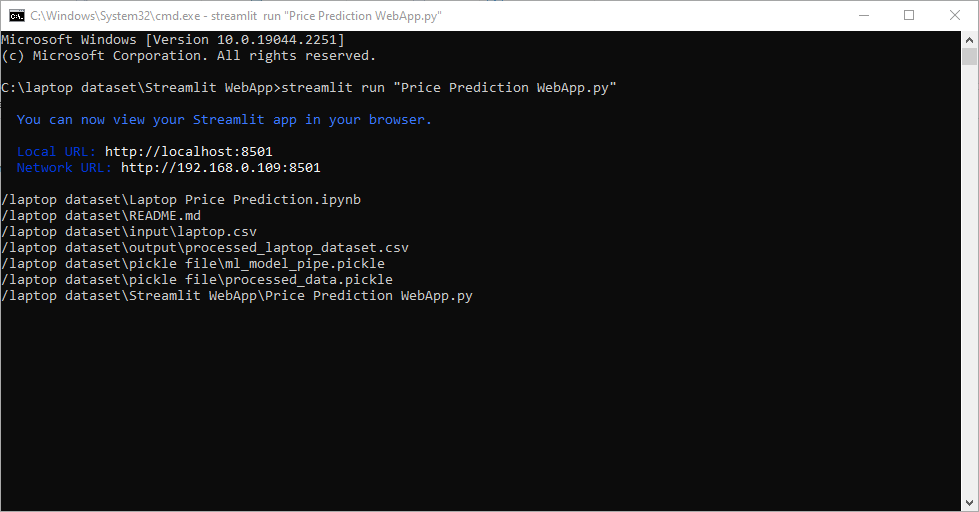 C:\Windows\System32\cmd.exe - streamlit  run "Price Prediction WebApp.py"
Microsoft Windows [Version 10.0.19044.2251]
(c) Microsoft Corporation. All rights reserved.
C:\laptop dataset\Streamlit WebApp>streamlit run "Price Prediction WebApp.py"
You can now view your Streamlit app in your browser.
Local URL: http://localhost:8501
Network URL: http://192.168.0.109:8501
/laptop dataset\Laptop Price Prediction.ipynb
/laptop dataset\README.md
/laptop dataset\input\laptop.csv
/laptop dataset\output\processed_laptop_dataset.csv
/laptop dataset\pickle file\ml_model_pipe.pickle
/laptop dataset\pickle file\processed_data.pickle
/laptop dataset\Streamlit WebApp\Price Prediction WebApp.py